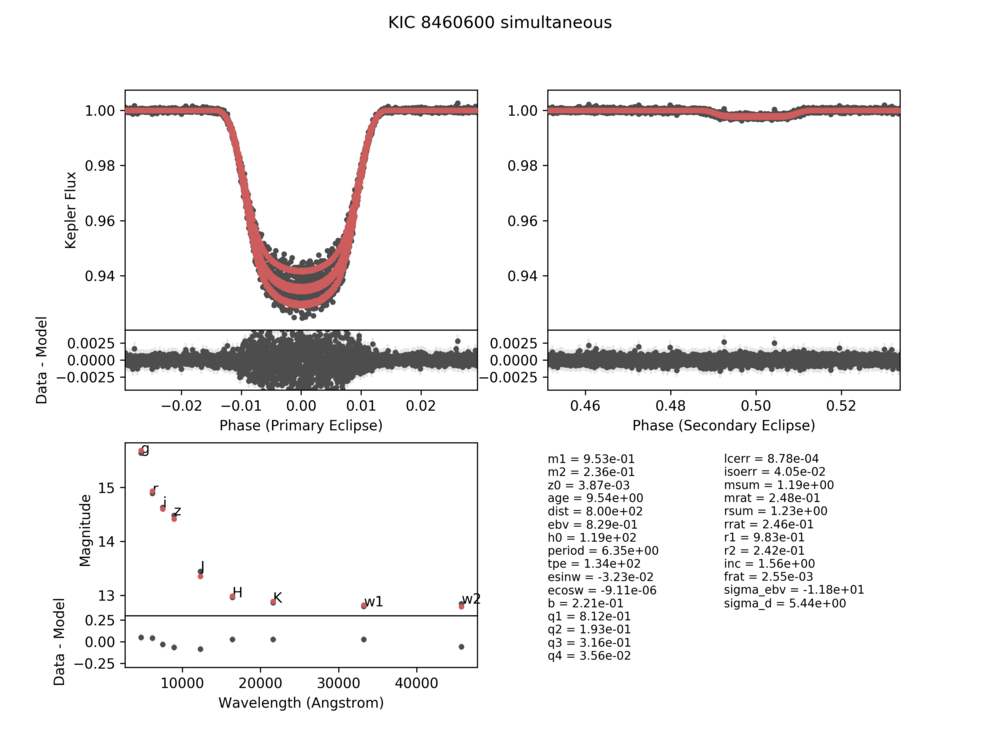 KIC 8460600 simultaneous
1.00
0.98
0.96
0.94
Kepler Flux
0.0025
0.0000
−0.0025
Data - Model
−0.02
−0.01
0.00
0.01
0.02
Phase (Primary Eclipse)
1.00
0.98
0.96
0.94
0.0025
0.0000
−0.0025
0.46
0.48
0.50
0.52
Phase (Secondary Eclipse)
15
14
13
Magnitude
g
r
i
z
J
H
K
w1
w2
0.25
0.00
−0.25
Data - Model
10000
20000
30000
40000
Wavelength (Angstrom)
m1 = 9.53e-01
m2 = 2.36e-01
z0 = 3.87e-03
age = 9.54e+00
dist = 8.00e+02
ebv = 8.29e-01
h0 = 1.19e+02
period = 6.35e+00
tpe = 1.34e+02
esinw = -3.23e-02
ecosw = -9.11e-06
b = 2.21e-01
q1 = 8.12e-01
q2 = 1.93e-01
q3 = 3.16e-01
q4 = 3.56e-02
lcerr = 8.78e-04
isoerr = 4.05e-02
msum = 1.19e+00
mrat = 2.48e-01
rsum = 1.23e+00
rrat = 2.46e-01
r1 = 9.83e-01
r2 = 2.42e-01
inc = 1.56e+00
frat = 2.55e-03
sigma_ebv = -1.18e+01
sigma_d = 5.44e+00